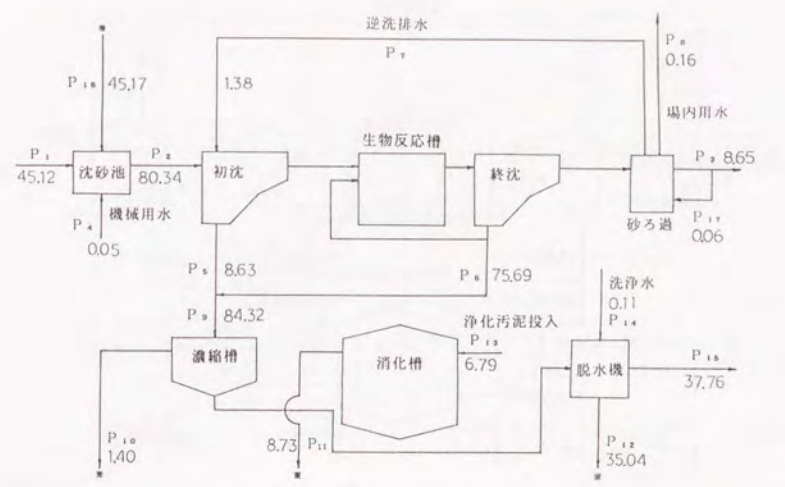 逆洗排水
P₇
P₈
0.16
P₁₆ 45,17
1,38
場内用水
生物反応槽
P₁
45.12
沈砂池
P₂
80.34
初沈
終沈
P₃ 8,65
砂ろ過
P₁₇
0,06
P₄
機械用水
0.05
P₅ 8.63
P₆ 75,69
洗浄水
0.11
P₁₄
P₉ 84,32
浄化汚泥投入
P₁₃
6.79
濃縮槽
消化槽
脱水機
P₁₅
37,76
P₁₀
1,40
8.73 P₁₁
P₁₂
35,04